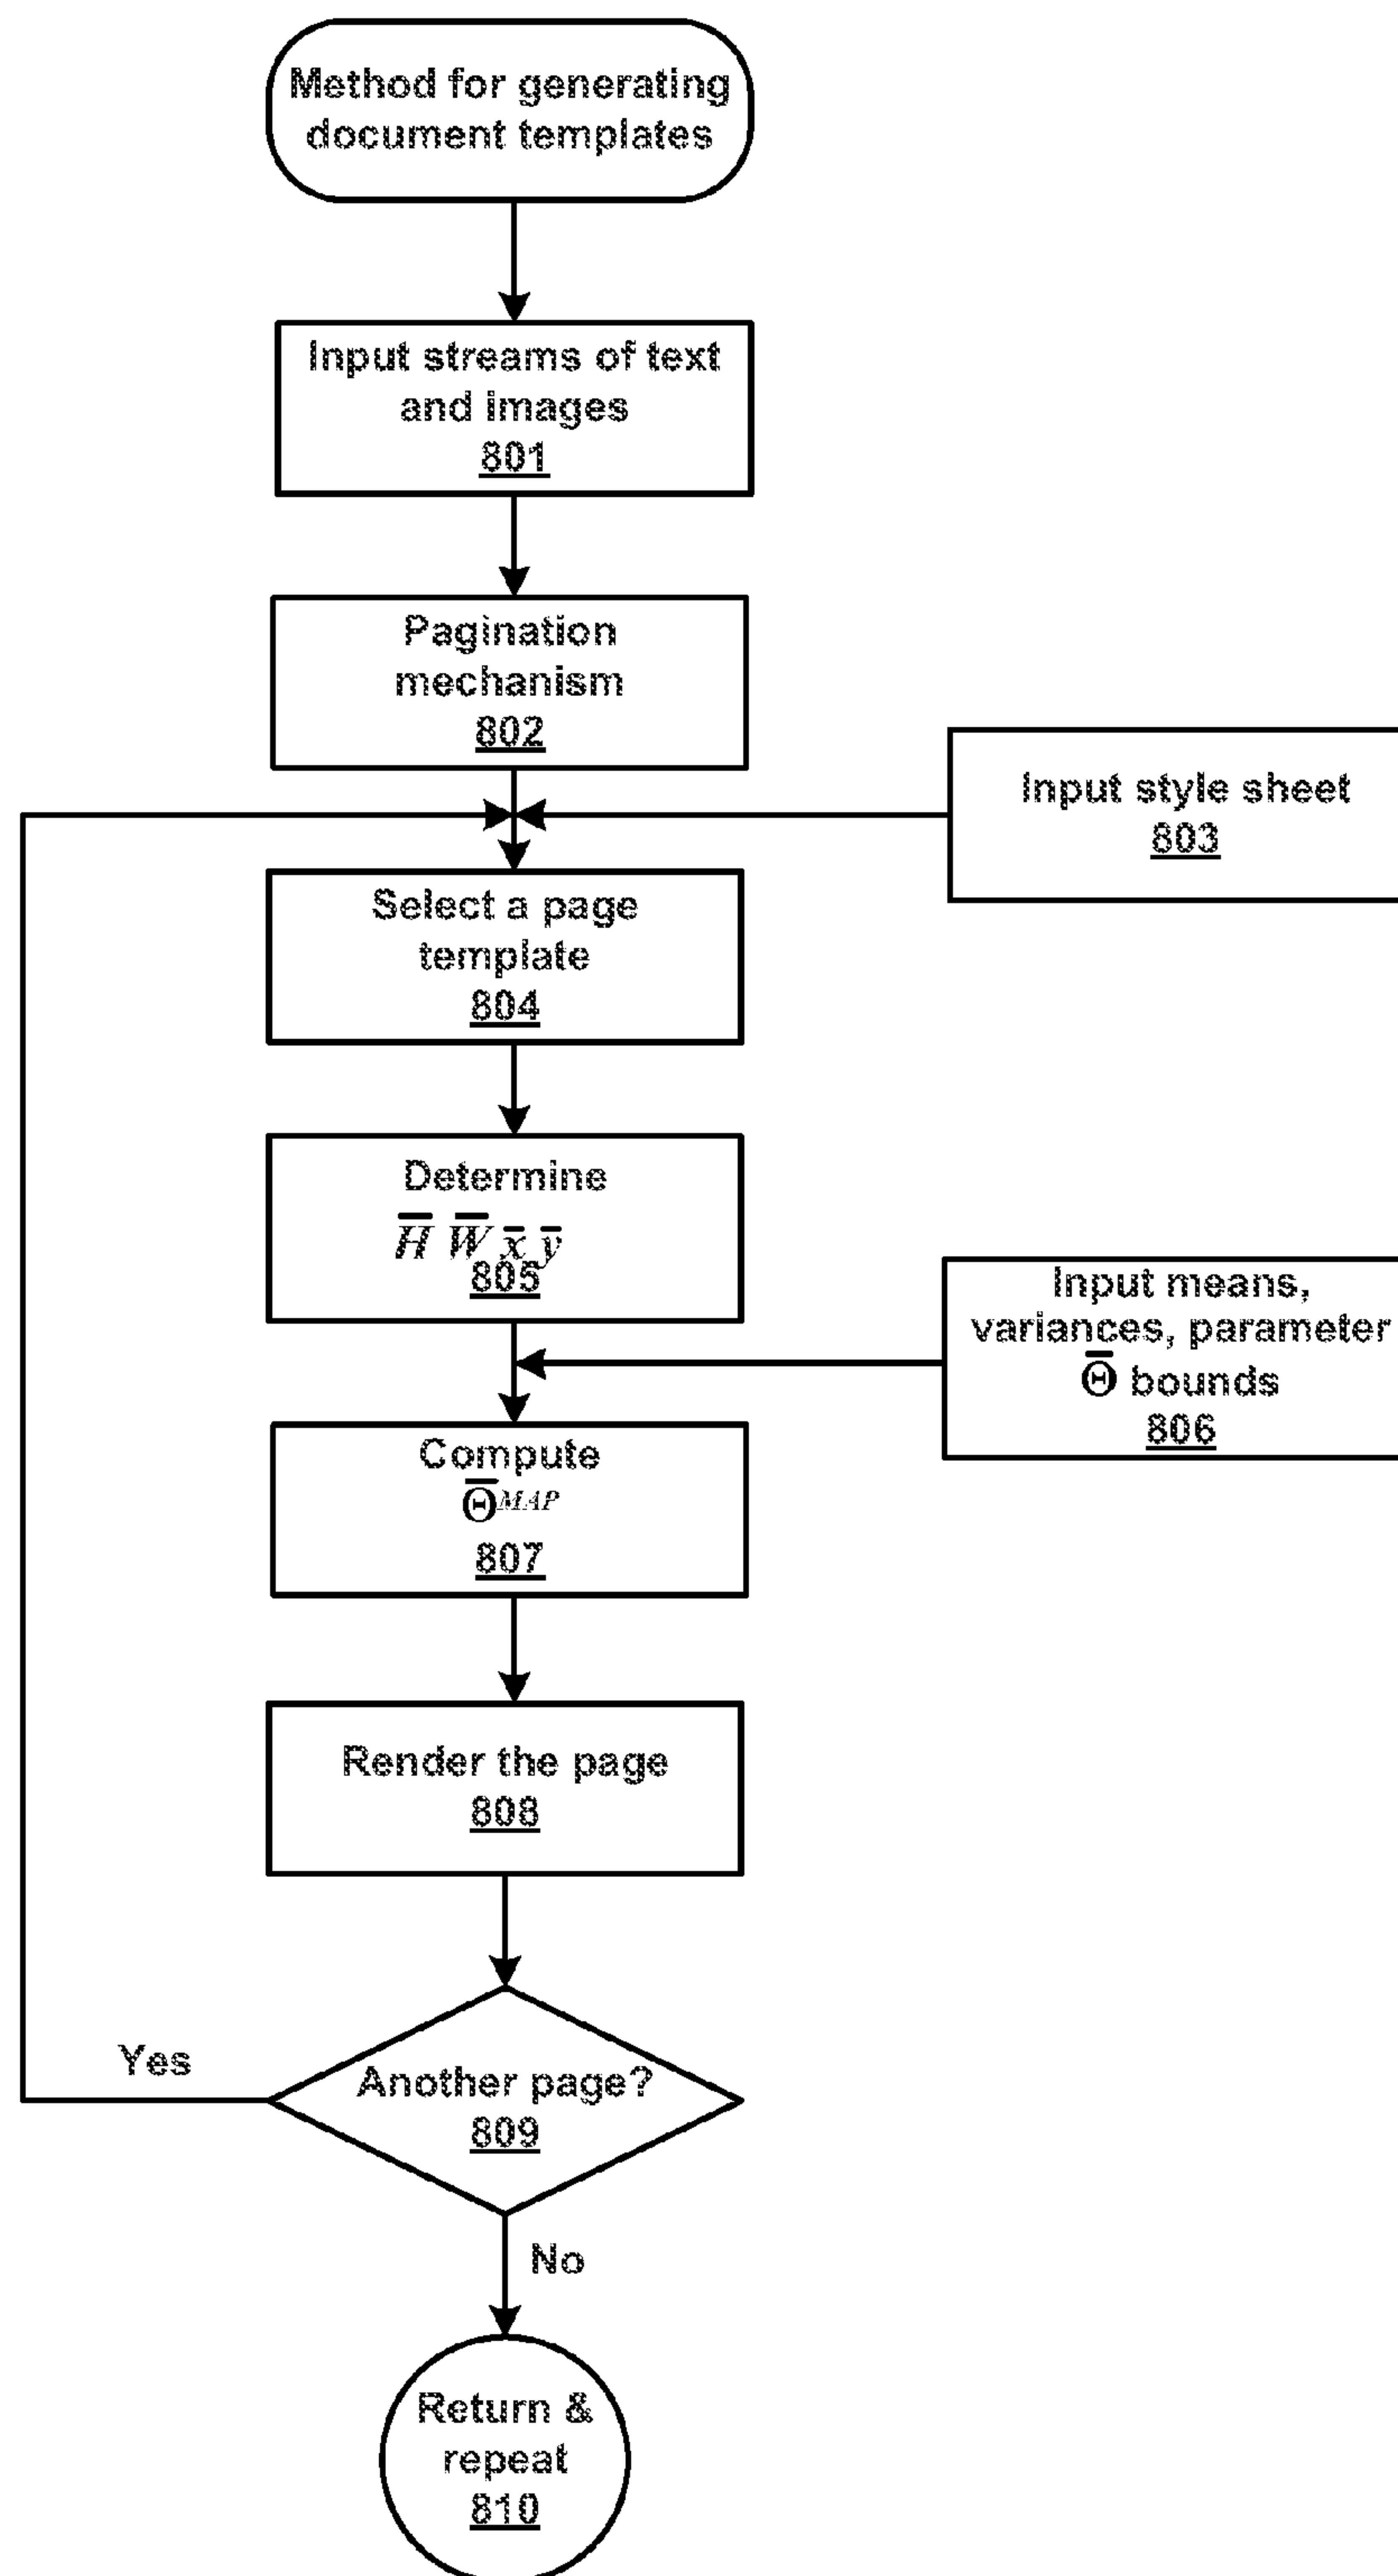 Method for generating
document templates
Input streams of text
and images
801
Pagination
mechanism
802
Input style sheet
803
Select a page
template
804
Determine
H̅ W̅ x̅ y̅
805
Input means,
variances, parameter
Θ̅ bounds
806
Compute
Θ̅ᴹᴬᴾ
807
Render the page
808
Another page?
809
Yes
No
Return &
repeat
810